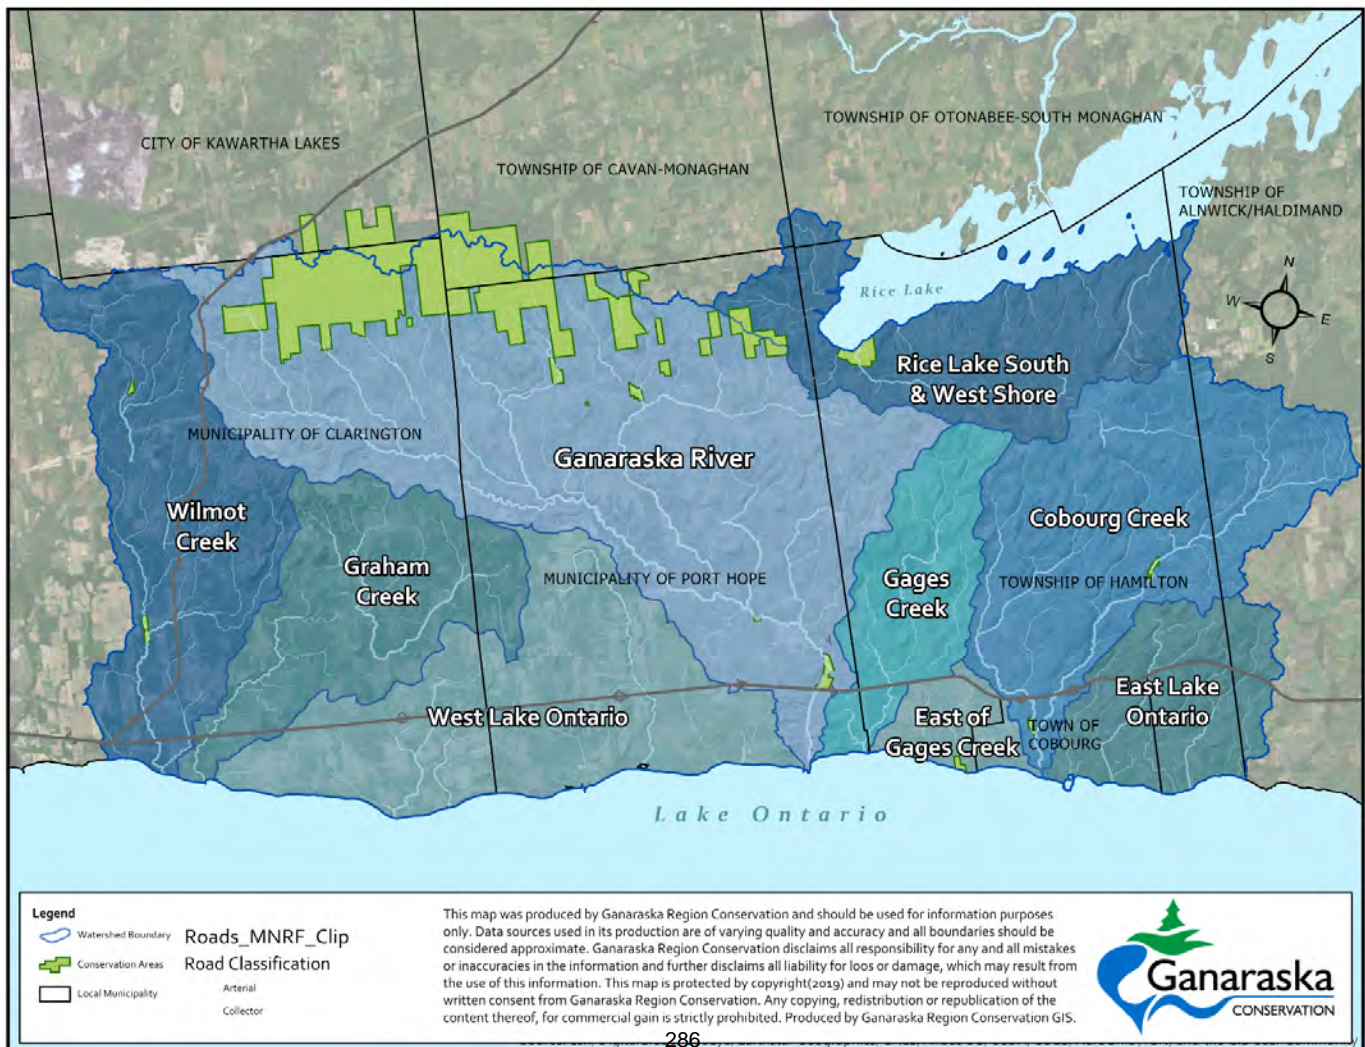 CITY OF KAWARTHA LAKES
TOWNSHIP OF CAVAN-MONAGHAN
TOWNSHIP OF OTONABEE-SOUTH MONAGHAN
TOWNSHIP OF
ALNWICK/HALDIMAND
N
W
E
S
Rice Lake
Rice Lake South
& West Shore
MUNICIPALITY OF CLARINGTON
Ganaraska River
Wilmot
Creek
Cobourg Creek
Graham
Creek
MUNICIPALITY OF PORT HOPE
Gages
Creek
TOWNSHIP OF HAMILTON
West Lake Ontario
East of
Gages Creek
TOWN OF
COBOURG
East Lake
Ontario
Lake Ontario
Legend
Watershed Boundary
Conservation Areas
Local Municipality
Roads_MNRF_Clip
Road Classification
Arterial
Collector
This map was produced by Ganaraska Region Conservation and should be used for information purposes
only. Data sources used in its production are of varying quality and accuracy and all boundaries should be
considered approximate. Ganaraska Region Conservation disclaims all responsibility for any and all mistakes
or inaccuracies in the information and further disclaims all liability for loos or damage, which may result from
the use of this information. This map is protected by copyright(2019) and may not be reproduced without
written consent from Ganaraska Region Conservation. Any copying, redistribution or republication of the
content thereof, for commercial gain is strictly prohibited. Produced by Ganaraska Region Conservation GIS.
Ganaraska
CONSERVATION
286